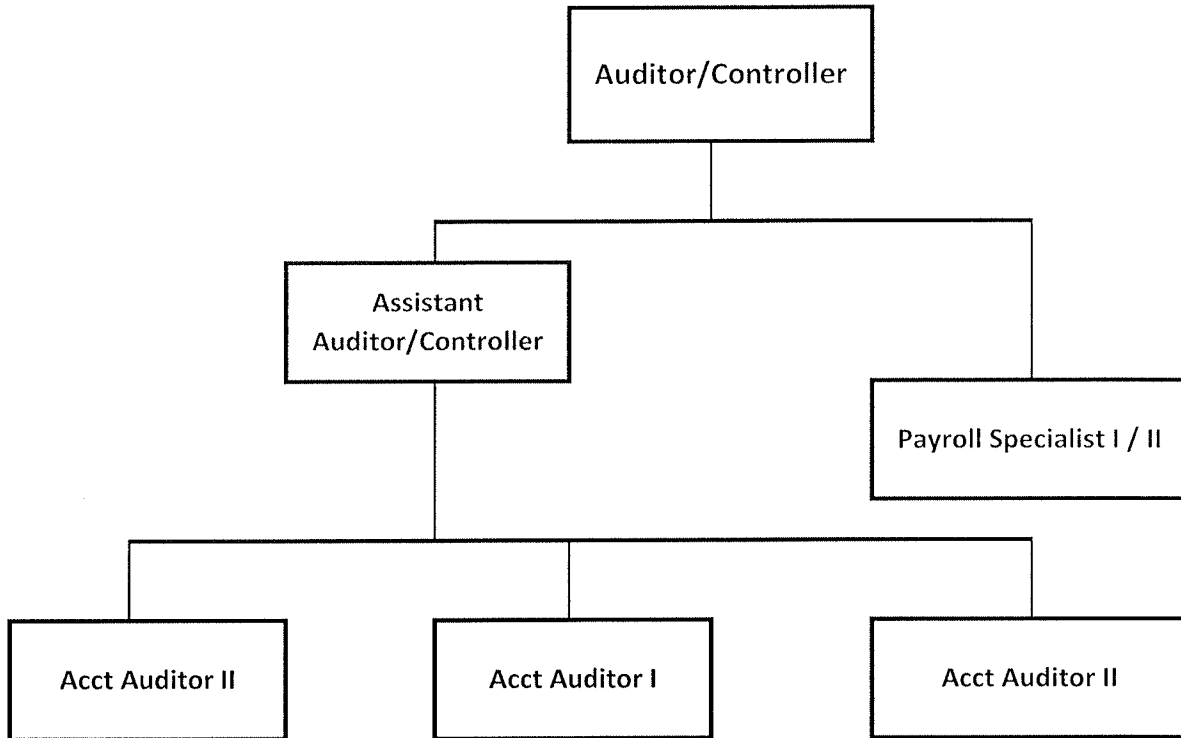 Auditor/Controller
Assistant
Auditor/Controller
Payroll Specialist I / II
Acct Auditor II
Acct Auditor I
Acct Auditor II